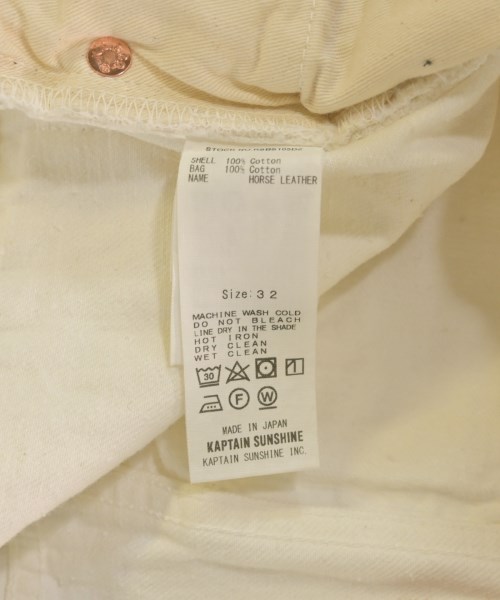 SHELL 100% Cotton
BAG 100% Cotton
NAME HORSE LEATHER
Size:32
MACHINE WASH COLD
DO NOT BLEACH
LINE DRY IN THE SHADE
HOT IRON
DRY CLEAN
WET CLEAN
30
F W
MADE IN JAPAN
KAPTAIN SUNSHINE
KAPTAIN SUNSHINE INC.